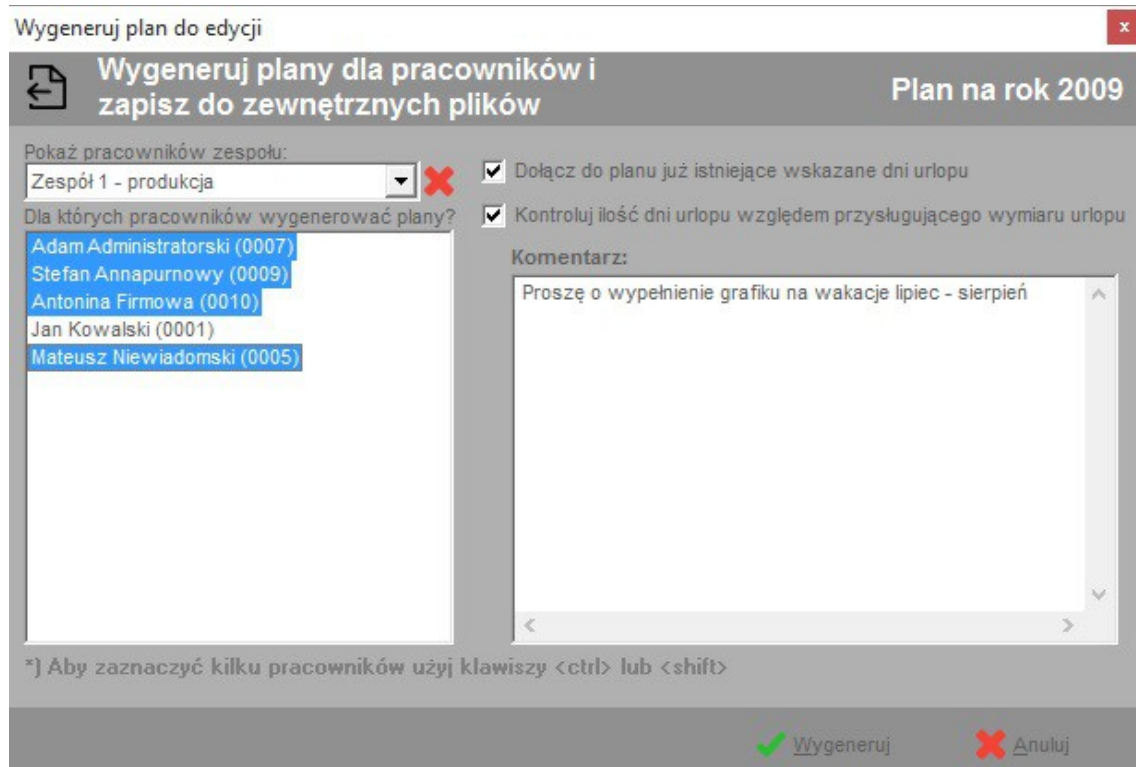 Wygeneruj plan do edycji
x
Wygeneruj plany dla pracowników i
zapisz do zewnętrznych plików
Plan na rok 2009
Pokaż pracowników zespołu:
Zespół 1 - produkcja
Dołącz do planu już istniejące wskazane dni urlopu
Dla których pracowników wygenerować plany?
Kontroluj ilość dni urlopu względem przysługującego wymiaru urlopu
Adam Administratorski (0007)
Stefan Annapurnowy (0009)
Antonina Firmowa (0010)
Jan Kowalski (0001)
Mateusz Niewiadomski (0005)
Komentarz:
Proszę o wypełnienie grafiku na wakacje lipiec - sierpień
*) Aby zaznaczyć kilku pracowników użyj klawiszy <ctrl> lub <shift>
Wygeneruj
Anuluj